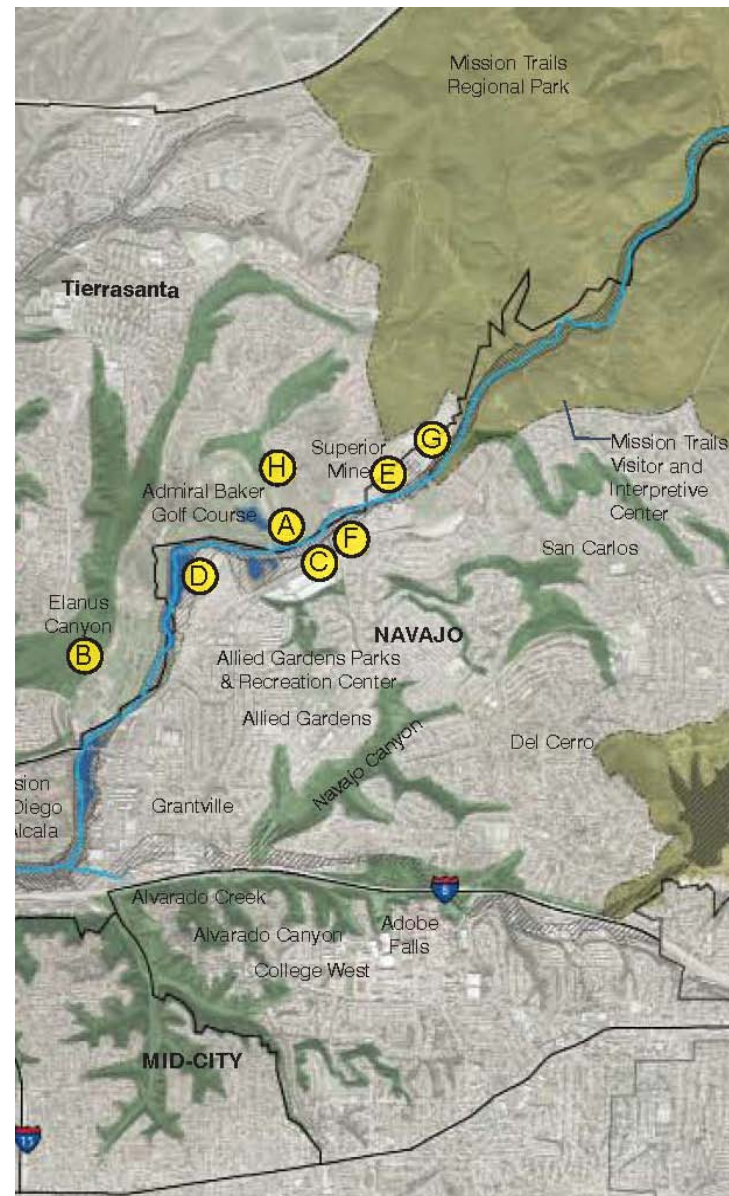 Mission Trails
Regional Park
Tierrasanta
G
Superior
Mine
E
H
Mission Trails
Visitor and
Interpretive
Center
Admiral Baker
Golf Course
A
F
C
San Carlos
D
Elanus
Canyon
B
NAVAJO
Allied Gardens Parks
& Recreation Center
Allied Gardens
Navajo Canyon
Del Cerro
sion
Diego
lcala
Grantville
8
Alvarado Creek
Adobe
Falls
Alvarado Canyon
College West
MID-CITY